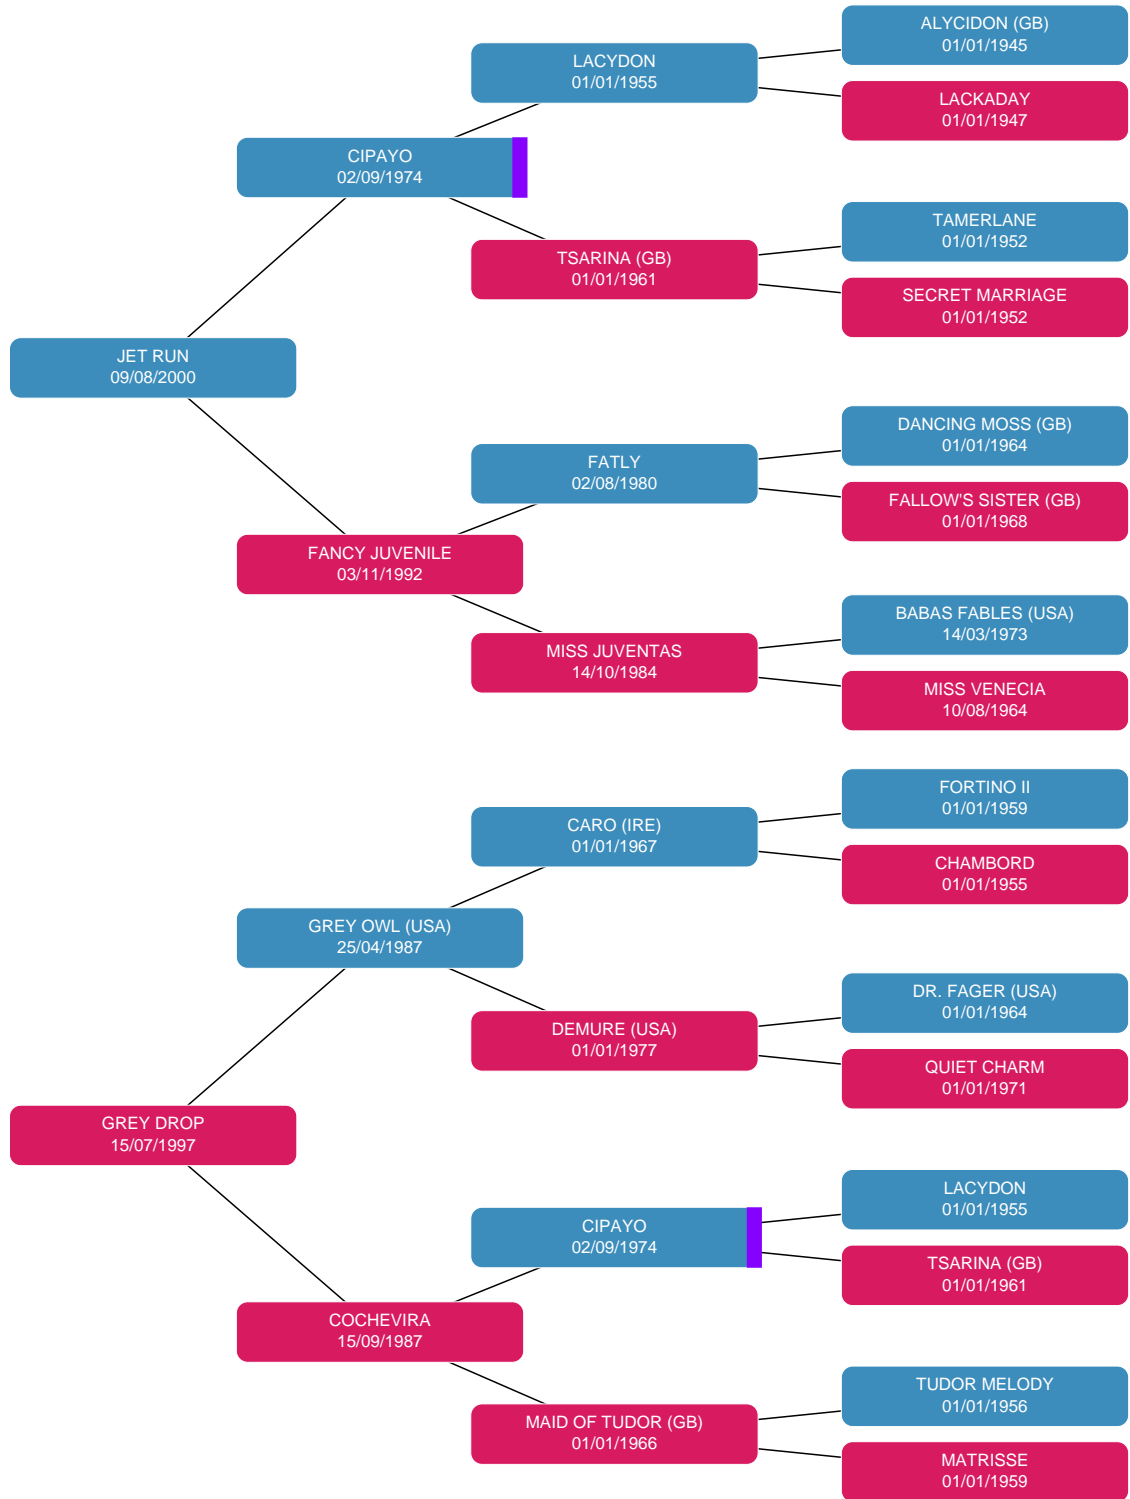 ALYCIDON (GB)
01/01/1945
LACYDON
01/01/1955
LACKADAY
01/01/1947
CIPAYO
02/09/1974
TAMERLANE
01/01/1952
TSARINA (GB)
01/01/1961
SECRET MARRIAGE
01/01/1952
JET RUN
09/08/2000
DANCING MOSS (GB)
01/01/1964
FATLY
02/08/1980
FALLOW'S SISTER (GB)
01/01/1968
FANCY JUVENILE
03/11/1992
BABAS FABLES (USA)
14/03/1973
MISS JUVENTAS
14/10/1984
MISS VENECIA
10/08/1964
FORTINO II
01/01/1959
CARO (IRE)
01/01/1967
CHAMBORD
01/01/1955
GREY OWL (USA)
25/04/1987
DR. FAGER (USA)
01/01/1964
DEMURE (USA)
01/01/1977
QUIET CHARM
01/01/1971
GREY DROP
15/07/1997
LACYDON
01/01/1955
CIPAYO
02/09/1974
TSARINA (GB)
01/01/1961
COCHEVIRA
15/09/1987
TUDOR MELODY
01/01/1956
MAID OF TUDOR (GB)
01/01/1966
MATRISSE
01/01/1959